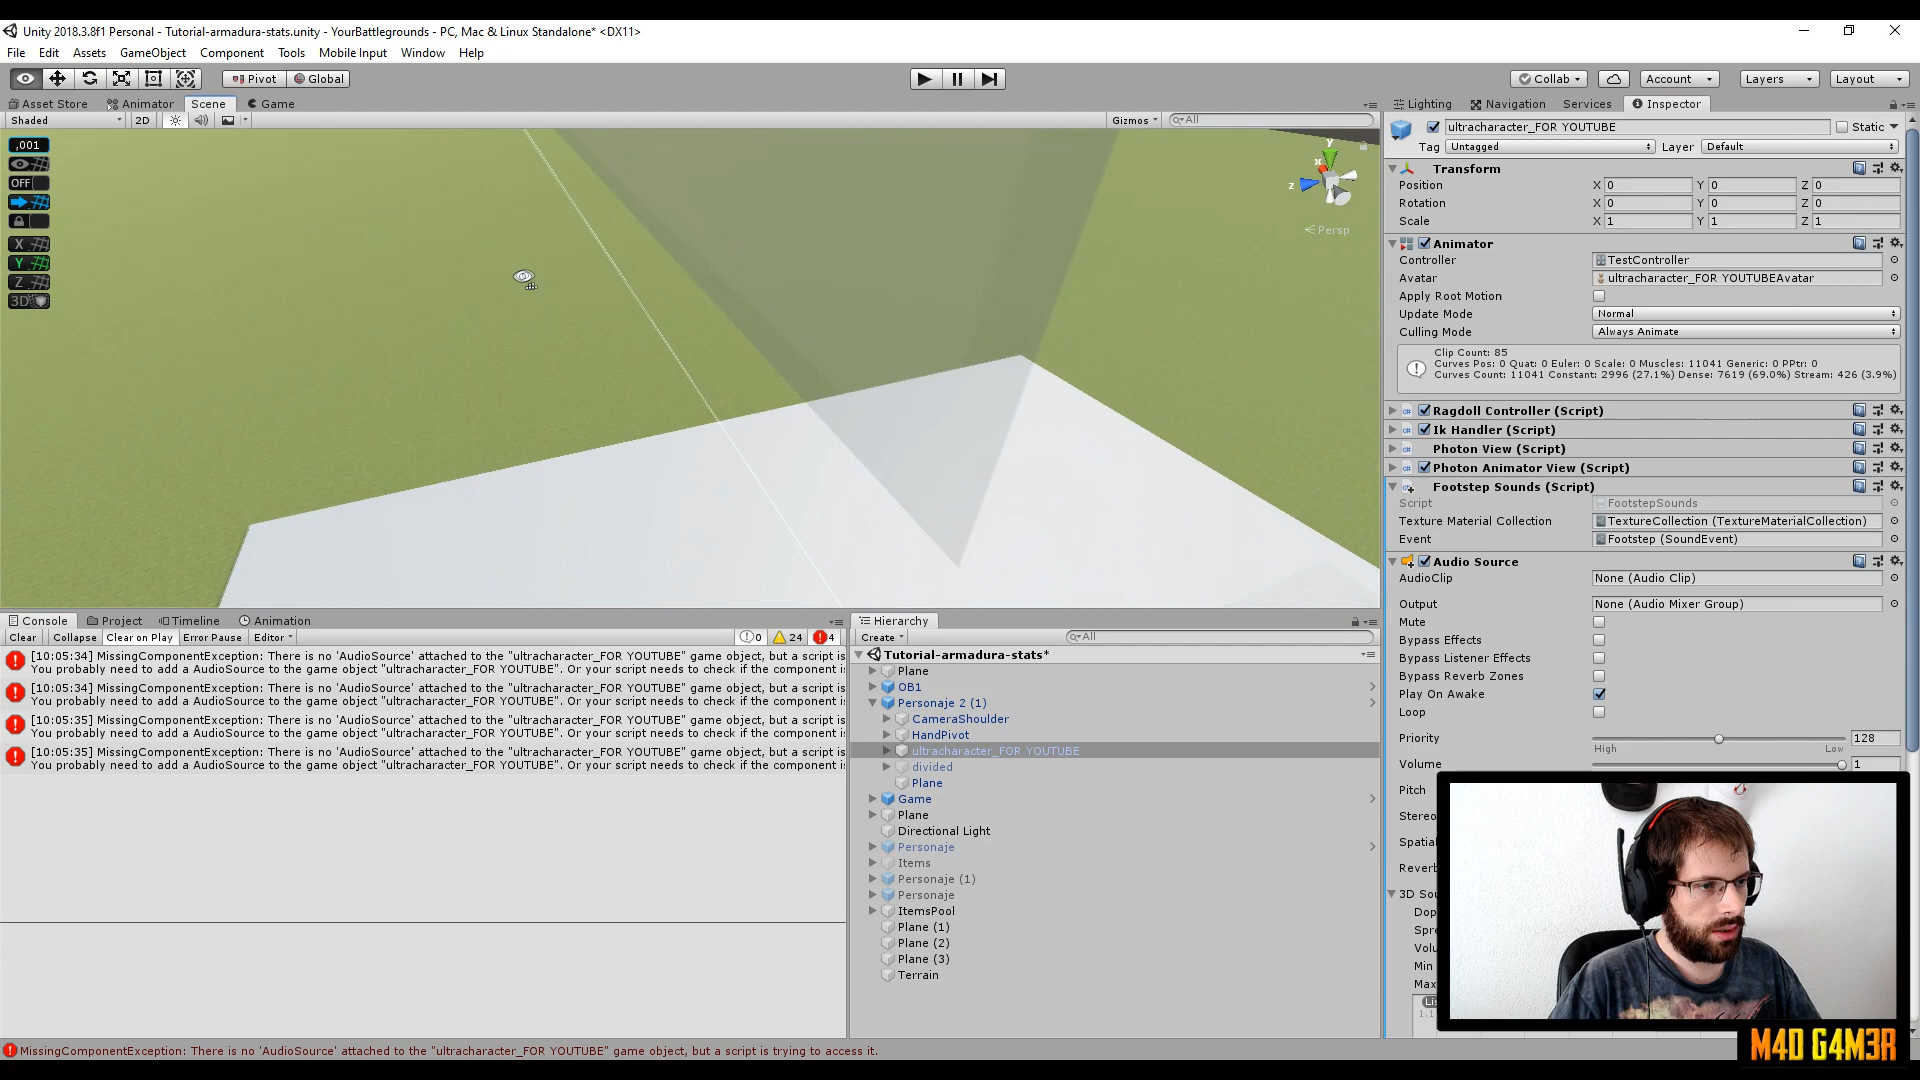 Unity 2018.3.8f1 Personal - Tutorial-armadura-stats.unity - YourBattlegrounds - PC, Mac & Linux Standalone* <DX11>
File Edit Assets GameObject Component Tools Mobile Input Window Help
Pivot Global Collab Account Layers Layout
Asset Store Animator Scene Game
Shaded 2D Gizmos All
,001
OFF
X
Y
Z
3D
y
x
z
Persp
Lighting Navigation Services Inspector
ultracharacter_FOR YOUTUBE Static
Tag Untagged Layer Default
Transform
Position X 0 Y 0 Z 0
Rotation X 0 Y 0 Z 0
Scale X 1 Y 1 Z 1
Animator
Controller TestController
Avatar ultracharacter_FOR YOUTUBEAvatar
Apply Root Motion
Update Mode Normal
Culling Mode Always Animate
Clip Count: 85
Curves Pos: 0 Quat: 0 Euler: 0 Scale: 0 Muscles: 11041 Generic: 0 PPtr: 0
Curves Count: 11041 Constant: 2996 (27.1%) Dense: 7619 (69.0%) Stream: 426 (3.9%)
Ragdoll Controller (Script)
Ik Handler (Script)
Photon View (Script)
Photon Animator View (Script)
Footstep Sounds (Script)
Script FootstepSounds
Texture Material Collection TextureCollection (TextureMaterialCollection)
Event Footstep (SoundEvent)
Audio Source
AudioClip None (Audio Clip)
Output None (Audio Mixer Group)
Mute
Bypass Effects
Bypass Listener Effects
Bypass Reverb Zones
Play On Awake
Loop
Priority 128
High Low
Volume 1
Pitch
Stereo
Spatia
Reverb
3D Sou
Dop
Spre
Volu
Min
Max
Console Project Timeline Animation
Clear Collapse Clear on Play Error Pause Editor 0 24 4
[10:05:34] MissingComponentException: There is no 'AudioSource' attached to the "ultracharacter_FOR YOUTUBE" game object, but a script is
You probably need to add a AudioSource to the game object "ultracharacter_FOR YOUTUBE". Or your script needs to check if the component is
[10:05:34] MissingComponentException: There is no 'AudioSource' attached to the "ultracharacter_FOR YOUTUBE" game object, but a script is
You probably need to add a AudioSource to the game object "ultracharacter_FOR YOUTUBE". Or your script needs to check if the component is
[10:05:35] MissingComponentException: There is no 'AudioSource' attached to the "ultracharacter_FOR YOUTUBE" game object, but a script is
You probably need to add a AudioSource to the game object "ultracharacter_FOR YOUTUBE". Or your script needs to check if the component is
[10:05:35] MissingComponentException: There is no 'AudioSource' attached to the "ultracharacter_FOR YOUTUBE" game object, but a script is
You probably need to add a AudioSource to the game object "ultracharacter_FOR YOUTUBE". Or your script needs to check if the component is
Hierarchy
Create All
Tutorial-armadura-stats*
Plane
OB1
Personaje 2 (1)
CameraShoulder
HandPivot
ultracharacter_FOR YOUTUBE
divided
Plane
Game
Plane
Directional Light
Personaje
Items
Personaje (1)
Personaje
ItemsPool
Plane (1)
Plane (2)
Plane (3)
Terrain
MissingComponentException: There is no 'AudioSource' attached to the "ultracharacter_FOR YOUTUBE" game object, but a script is trying to access it.
M4D G4M3R